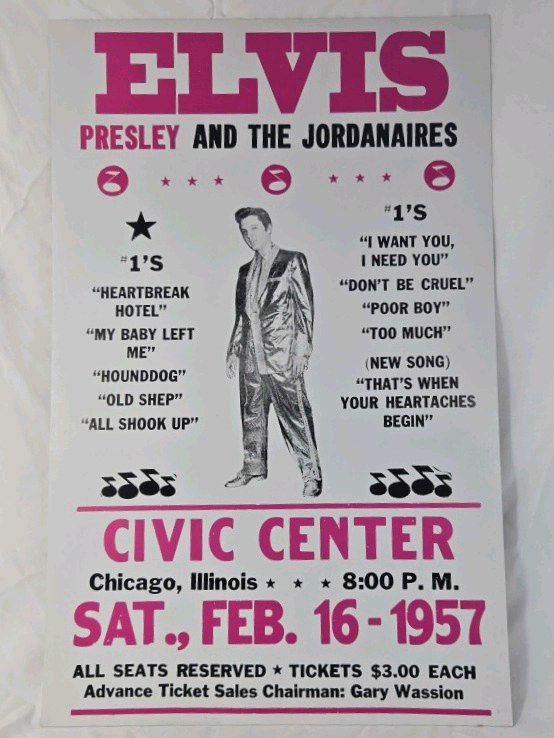 ELVIS
PRESLEY AND THE JORDANAIRES
#1'S
"HEARTBREAK
HOTEL"
"MY BABY LEFT
ME"
"HOUNDDOG"
"OLD SHEP"
"ALL SHOOK UP"
#1'S
"I WANT YOU,
I NEED YOU"
"DON'T BE CRUEL"
"POOR BOY"
"TOO MUCH"
(NEW SONG)
"THAT'S WHEN
YOUR HEARTACHES
BEGIN"
CIVIC CENTER
Chicago, Illinois ★ ★ ★ 8:00 P. M.
SAT., FEB. 16 - 1957
ALL SEATS RESERVED ★ TICKETS $3.00 EACH
Advance Ticket Sales Chairman: Gary Wassion